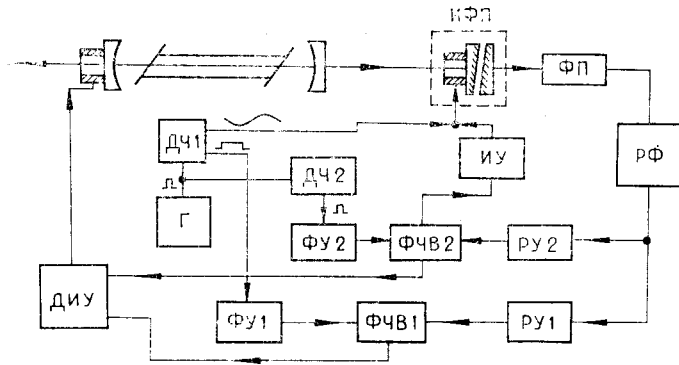 КФП
ФП
ДЧ1
ДЧ2
ИУ
РФ
Г
ФУ2
ФЧВ2
РУ2
ДИУ
ФУ1
ФЧВ1
РУ1